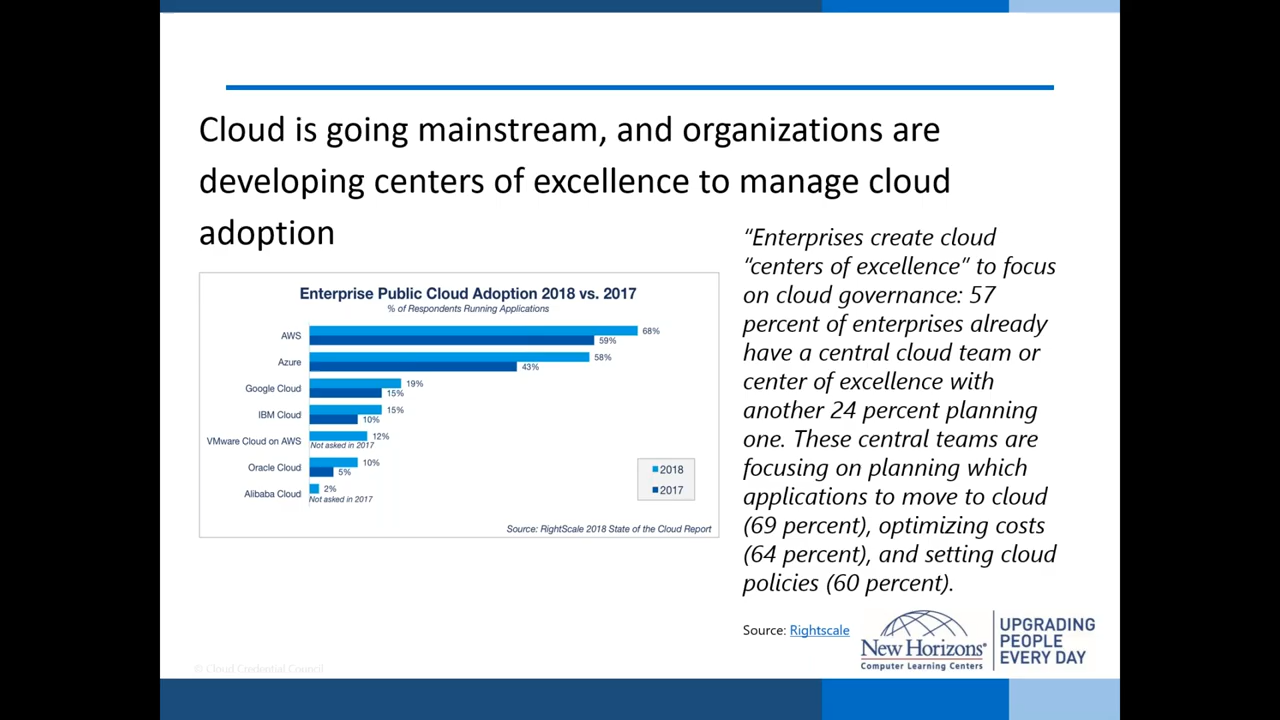 Cloud is going mainstream, and organizations are
developing centers of excellence to manage cloud
adoption
Enterprise Public Cloud Adoption 2018 vs. 2017
% of Respondents Running Applications
AWS
68%
59%
Azure
58%
43%
Google Cloud
19%
15%
IBM Cloud
15%
10%
VMware Cloud on AWS
12%
Not asked in 2017
Oracle Cloud
10%
5%
Alibaba Cloud
2%
Not asked in 2017
2018
2017
Source: RightScale 2018 State of the Cloud Report
“Enterprises create cloud
“centers of excellence” to focus
on cloud governance: 57
percent of enterprises already
have a central cloud team or
center of excellence with
another 24 percent planning
one. These central teams are
focusing on planning which
applications to move to cloud
(69 percent), optimizing costs
(64 percent), and setting cloud
policies (60 percent).
Source: Rightscale
New Horizons®
Computer Learning Centers
UPGRADING
PEOPLE
EVERY DAY
© Cloud Credential Council